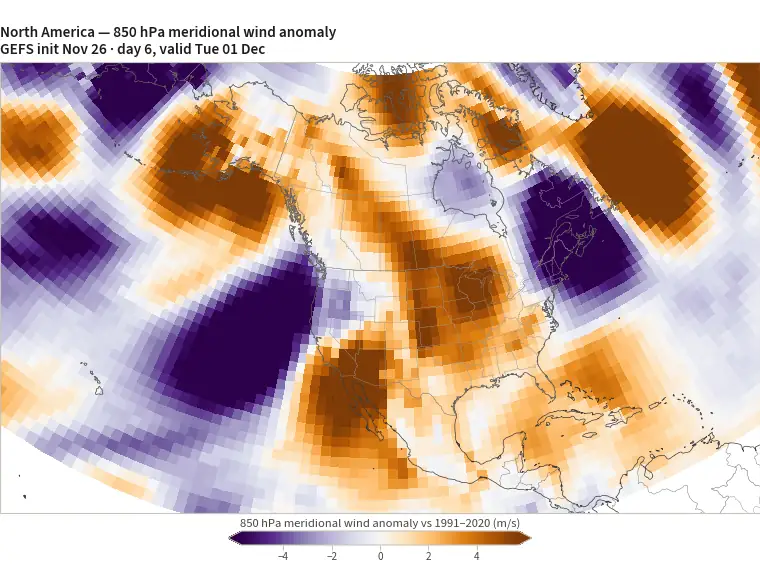 North America — 850 hPa meridional wind anomaly
GEFS init Nov 26 · day 6, valid Tue 01 Dec
850 hPa meridional wind anomaly vs 1991–2020 (m/s)
−4 −2 0 2 4